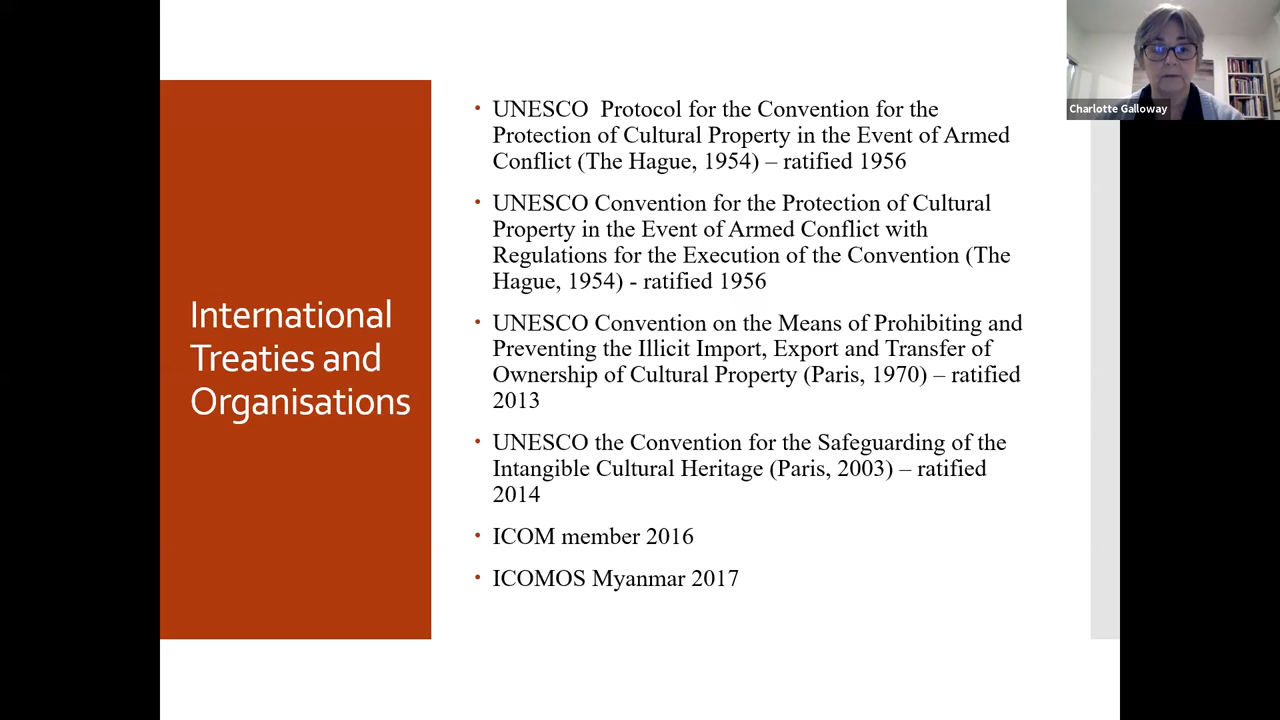 International
Treaties and
Organisations
• UNESCO  Protocol for the Convention for the
Protection of Cultural Property in the Event of Armed
Conflict (The Hague, 1954) – ratified 1956
• UNESCO Convention for the Protection of Cultural
Property in the Event of Armed Conflict with
Regulations for the Execution of the Convention (The
Hague, 1954) - ratified 1956
• UNESCO Convention on the Means of Prohibiting and
Preventing the Illicit Import, Export and Transfer of
Ownership of Cultural Property (Paris, 1970) – ratified
2013
• UNESCO the Convention for the Safeguarding of the
Intangible Cultural Heritage (Paris, 2003) – ratified
2014
• ICOM member 2016
• ICOMOS Myanmar 2017
Charlotte Galloway